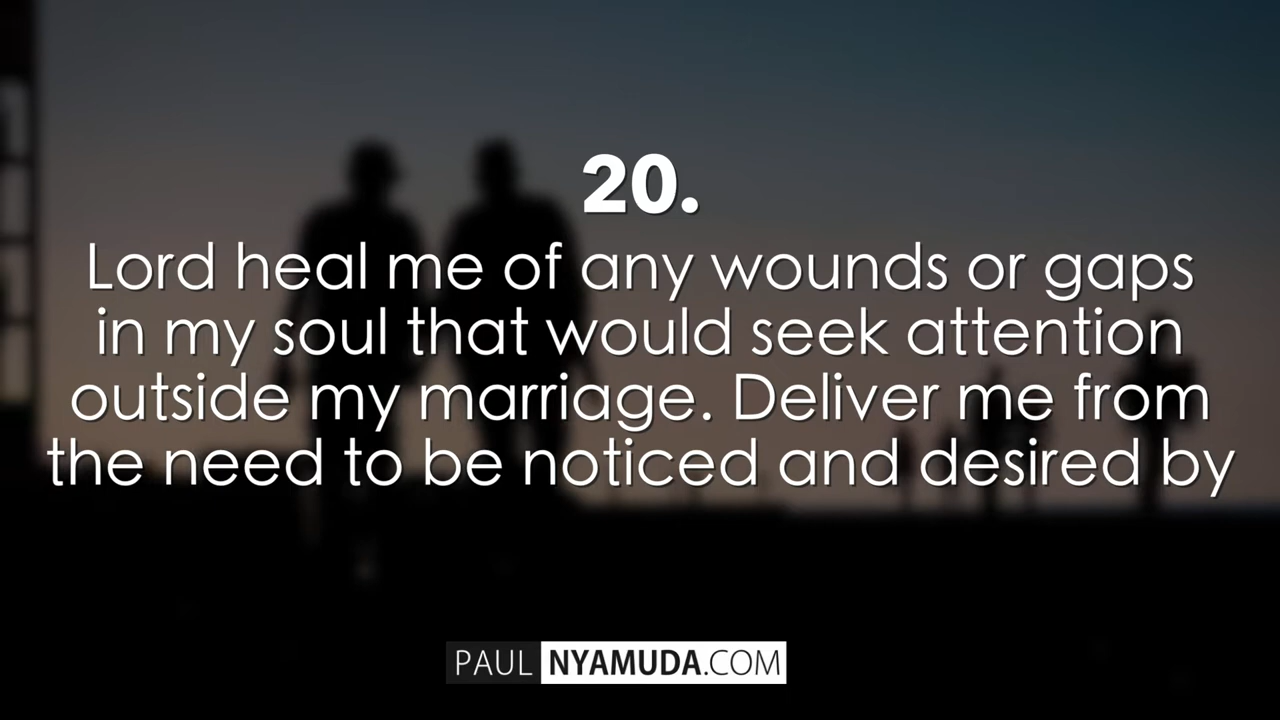 20.
Lord heal me of any wounds or gaps
in my soul that would seek attention
outside my marriage. Deliver me from
the need to be noticed and desired by
PAUL NYAMUDA.COM